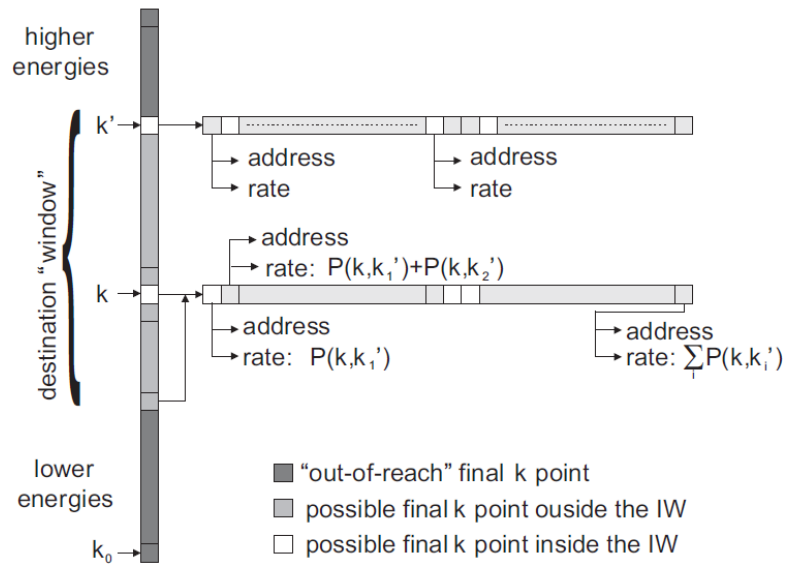 higher
energies
k'
address
rate
address
rate
destination "window"
address
rate: P(k,k₁')+P(k,k₂')
k
address
rate: P(k,k₁')
address
rate: ∑P(k,kᵢ')
i
lower
energies
k₀
"out-of-reach" final k point
possible final k point ouside the IW
possible final k point inside the IW